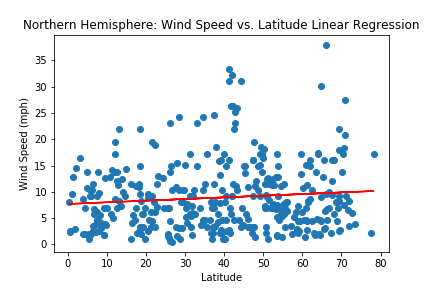 Northern Hemisphere: Wind Speed vs. Latitude Linear Regression
35
30
25
20
15
10
5
0
Wind Speed (mph)
0 10 20 30 40 50 60 70 80
Latitude